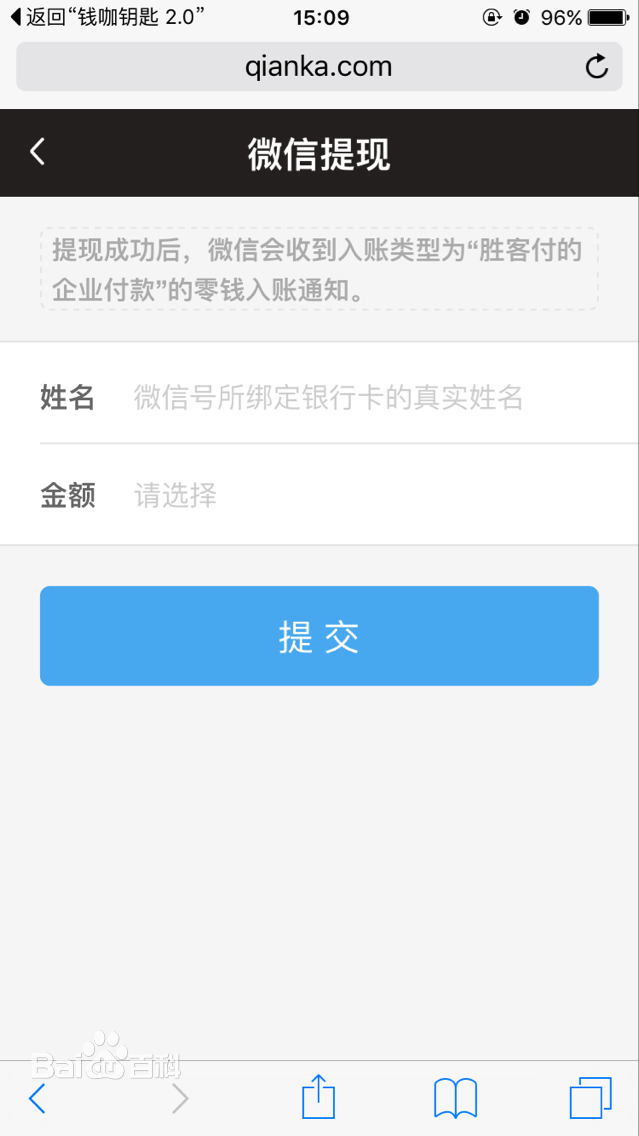 返回“钱咖钥匙 2.0”
15:09
96%
qianka.com
微信提现
提现成功后，微信会收到入账类型为“胜客付的
企业付款”的零钱入账通知。
姓名 微信号所绑定银行卡的真实姓名
金额 请选择
提交
Baidu百科